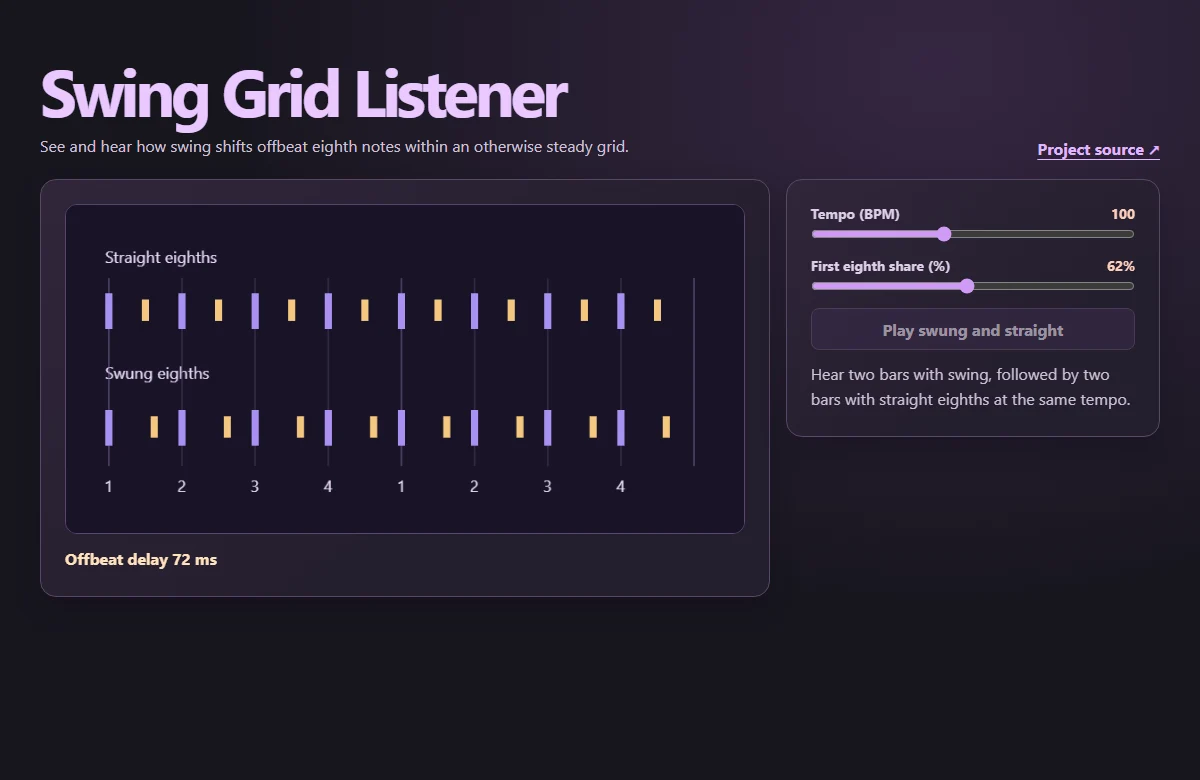 Swing Grid Listener
See and hear how swing shifts offbeat eighth notes within an otherwise steady grid.
Project source ↗
Straight eighths
Swung eighths
1 2 3 4 1 2 3 4
Offbeat delay 72 ms
Tempo (BPM) 100
First eighth share (%) 62%
Play swung and straight
Hear two bars with swing, followed by two
bars with straight eighths at the same tempo.